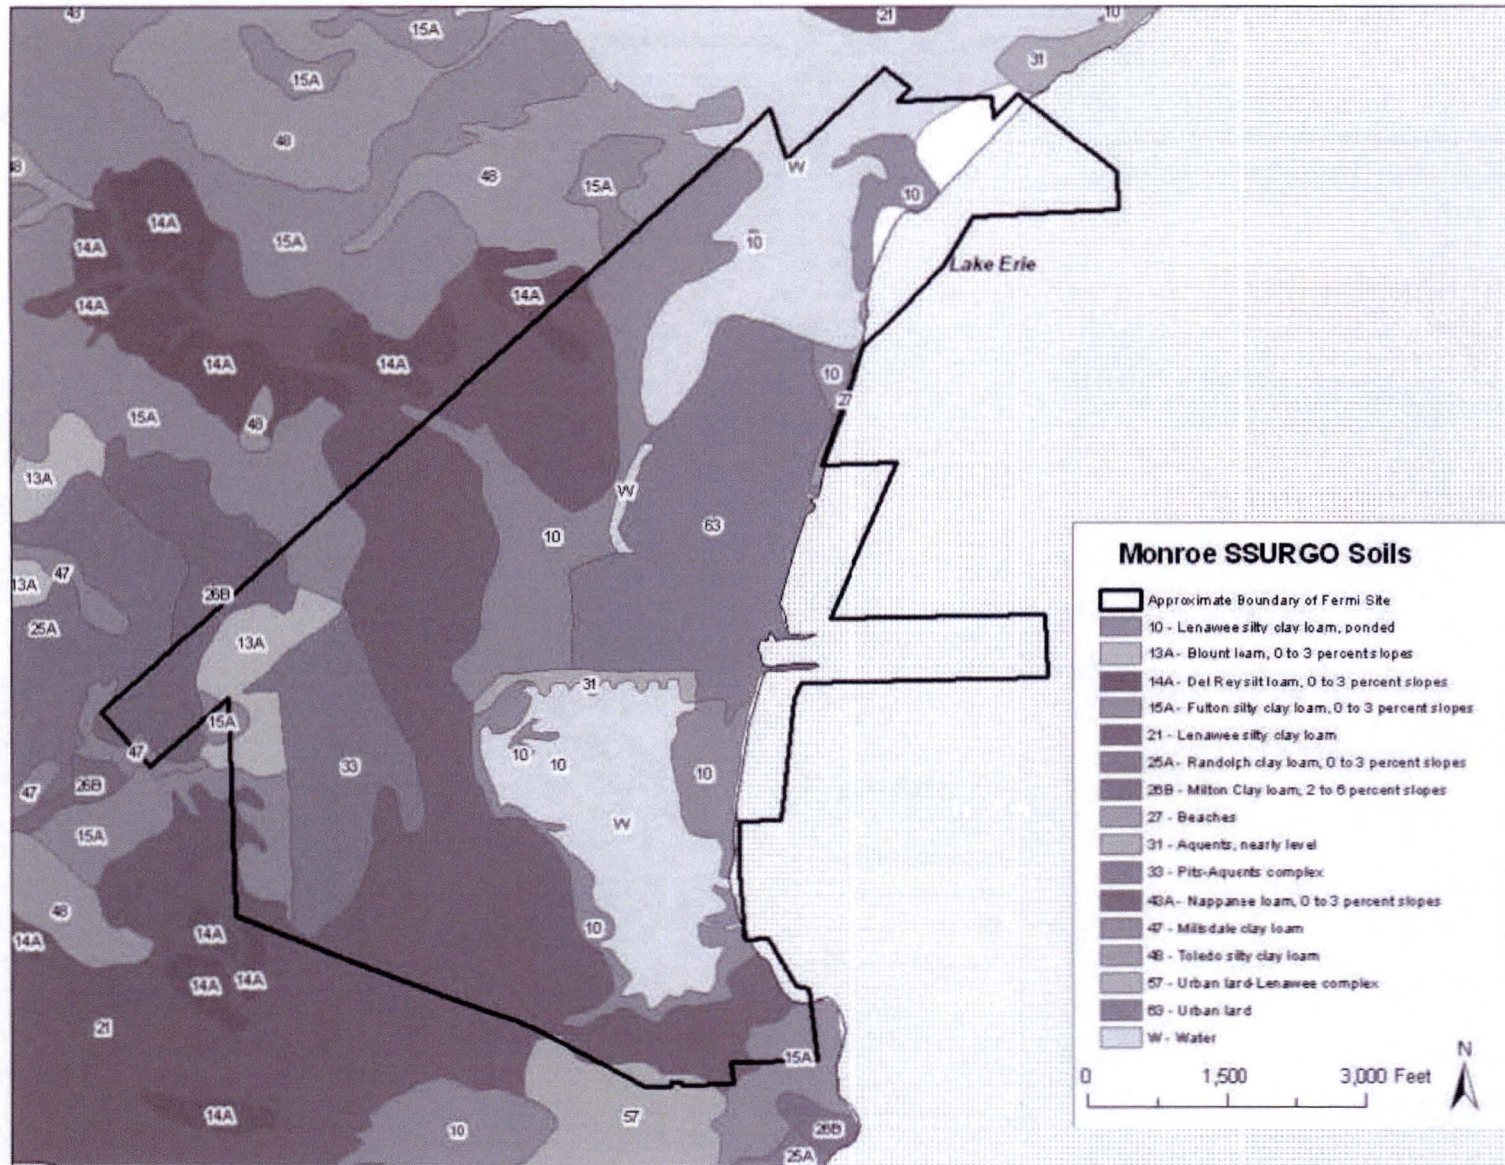 43
15A
21
10
31
15A
48
48
48
15A
W
10
14A
14A
15A
10
Lake Erie
14A
14A
14A
14A
10
27
15A
48
13A
W
63
10
13A
47
26B
25A
13A
31
15A
47
10
10
10
33
47
26B
W
15A
48
10
14A
14A
14A
14A
21
15A
14A
10
57
26B
25A
Monroe SSURGO Soils
Approximate Boundary of Fermi Site
10 - Lenawee silty clay loam, ponded
13A - Blount loam, 0 to 3 percent slopes
14A - Del Rey silt loam, 0 to 3 percent slopes
15A - Fulton silty clay loam, 0 to 3 percent slopes
21 - Lenawee silty clay loam
25A - Randolph clay loam, 0 to 3 percent slopes
26B - Milton Clay loam, 2 to 6 percent slopes
27 - Beaches
31 - Aquents, nearly level
33 - Pits-Aquents complex
43A - Nappanee loam, 0 to 3 percent slopes
47 - Millsdale clay loam
48 - Toledo silty clay loam
57 - Urban land-Lenawee complex
63 - Urban land
W - Water
N
0 1,500 3,000 Feet